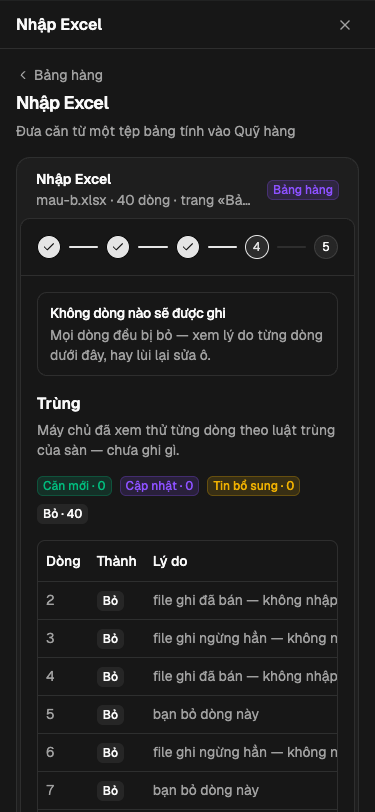 Nhập Excel
Bảng hàng
Nhập Excel
Đưa căn từ một tệp bảng tính vào Quỹ hàng
Nhập Excel
mau-b.xlsx · 40 dòng · trang «Bả...
Bảng hàng
4
5
Không dòng nào sẽ được ghi
Mọi dòng đều bị bỏ — xem lý do từng dòng
dưới đây, hay lùi lại sửa ô.
Trùng
Máy chủ đã xem thử từng dòng theo luật trùng
của sàn — chưa ghi gì.
Căn mới · 0 Cập nhật · 0 Tin bổ sung · 0
Bỏ · 40
Dòng Thành Lý do
2 Bỏ file ghi đã bán — không nhập
3 Bỏ file ghi ngừng hẳn — không n
4 Bỏ file ghi đã bán — không nhập
5 Bỏ bạn bỏ dòng này
6 Bỏ file ghi ngừng hẳn — không n
7 Bỏ bạn bỏ dòng này